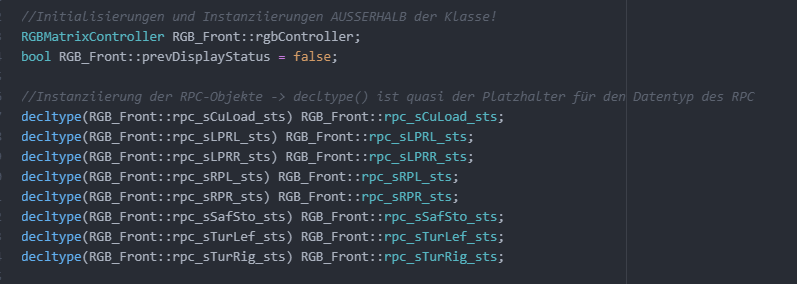 //Initialisierungen und Instanziierungen AUSSERHALB der Klasse!
RGBMatrixController RGB_Front::rgbController;
bool RGB_Front::prevDisplayStatus = false;
//Instanziierung der RPC-Objekte -> decltype() ist quasi der Platzhalter für den Datentyp des RPC
decltype(RGB_Front::rpc_sCuLoad_sts) RGB_Front::rpc_sCuLoad_sts;
decltype(RGB_Front::rpc_sLPRL_sts) RGB_Front::rpc_sLPRL_sts;
decltype(RGB_Front::rpc_sLPRR_sts) RGB_Front::rpc_sLPRR_sts;
decltype(RGB_Front::rpc_sRPL_sts) RGB_Front::rpc_sRPL_sts;
decltype(RGB_Front::rpc_sRPR_sts) RGB_Front::rpc_sRPR_sts;
decltype(RGB_Front::rpc_sSafSto_sts) RGB_Front::rpc_sSafSto_sts;
decltype(RGB_Front::rpc_sTurLef_sts) RGB_Front::rpc_sTurLef_sts;
decltype(RGB_Front::rpc_sTurRig_sts) RGB_Front::rpc_sTurRig_sts;